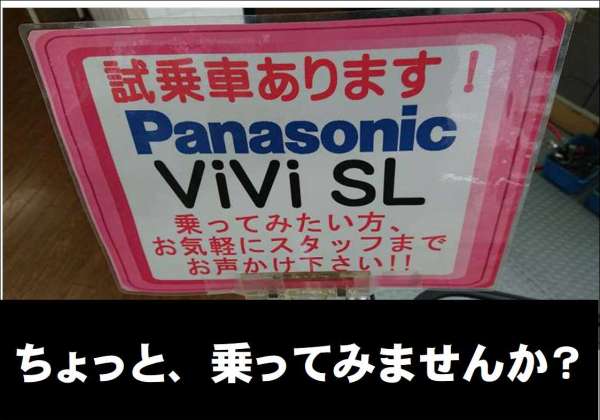 試乗車あります！
Panasonic
ViVi SL
乗ってみたい方、
お気軽にスタッフまで
お声かけ下さい!!
ちょっと、乗ってみませんか？